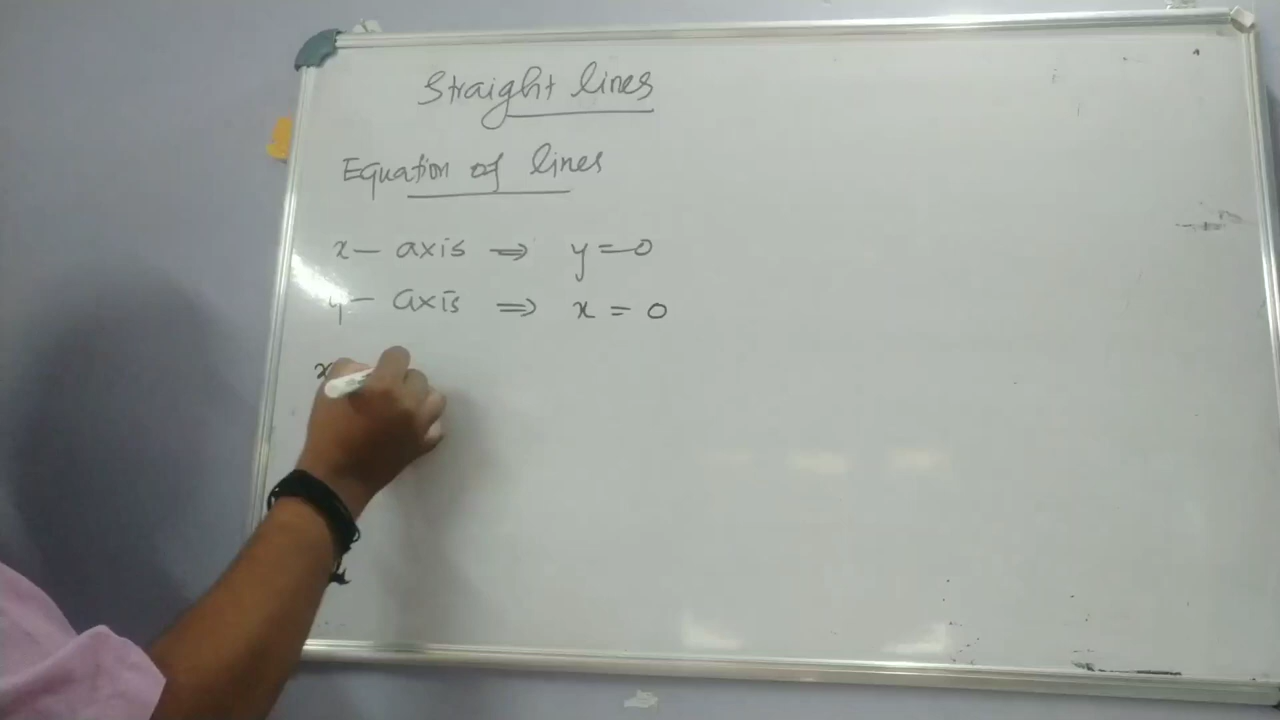 Straight lines
Equation of lines
x - axis ⇒ y = 0
y - axis ⇒ x = 0
x